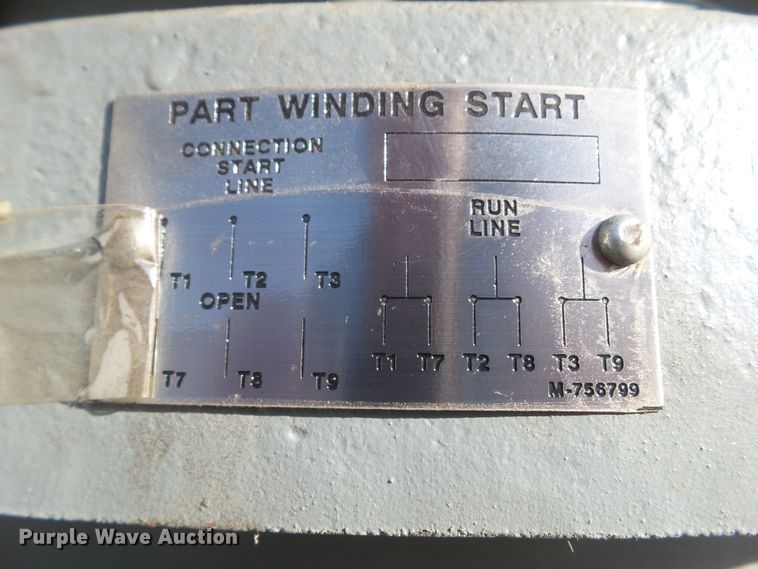 PART WINDING START
CONNECTION
START
LINE
RUN
LINE
T1 T2 T3
OPEN
T7 T8 T9
T1 T7 T2 T8 T3 T9
M-756799
Purple Wave Auction